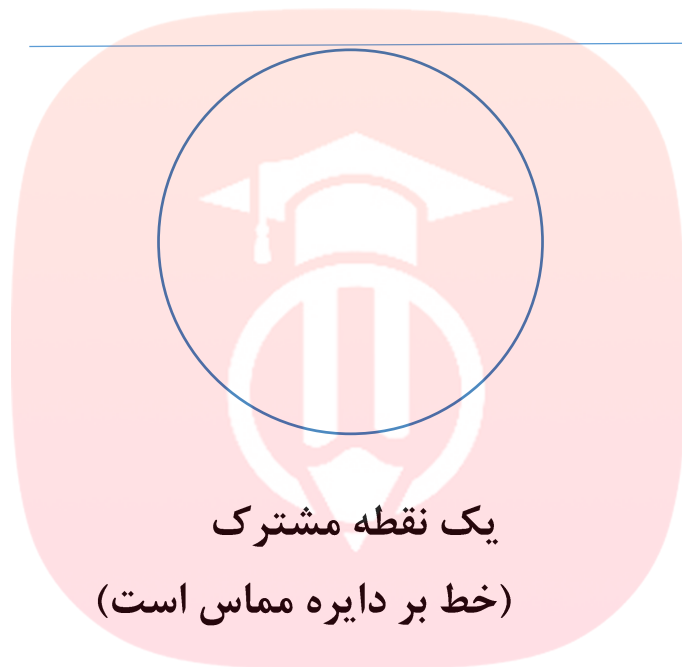 یک نقطه مشترک
(خط بر دایره مماس است)